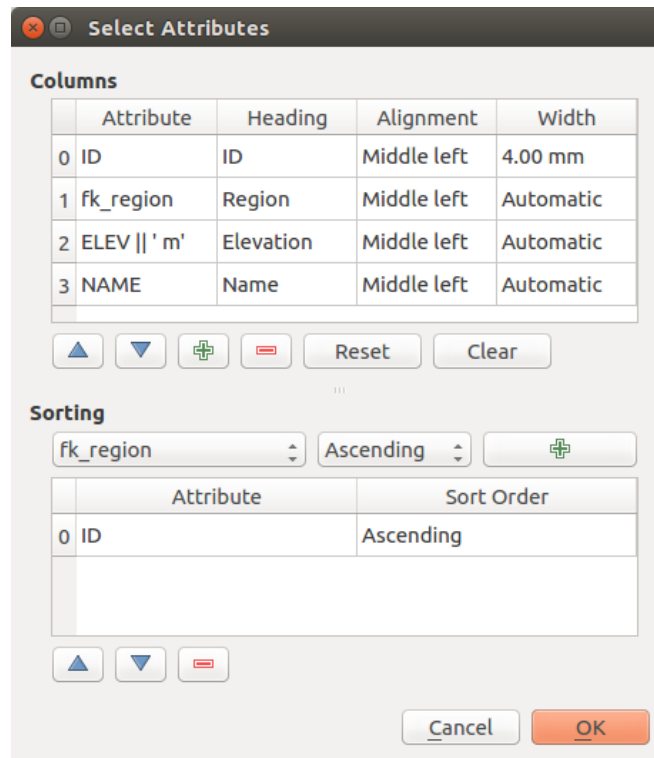 Select Attributes
Columns
Attribute Heading Alignment Width
0 ID ID Middle left 4.00 mm
1 fk_region Region Middle left Automatic
2 ELEV || ' m' Elevation Middle left Automatic
3 NAME Name Middle left Automatic
Reset Clear
Sorting
fk_region Ascending
Attribute Sort Order
0 ID Ascending
Cancel OK